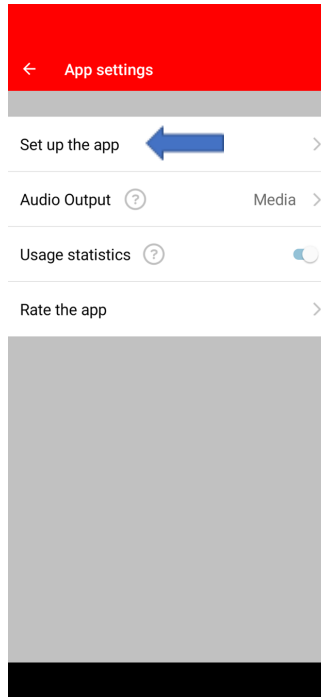 App settings
Set up the app
Audio Output ? Media
Usage statistics ?
Rate the app